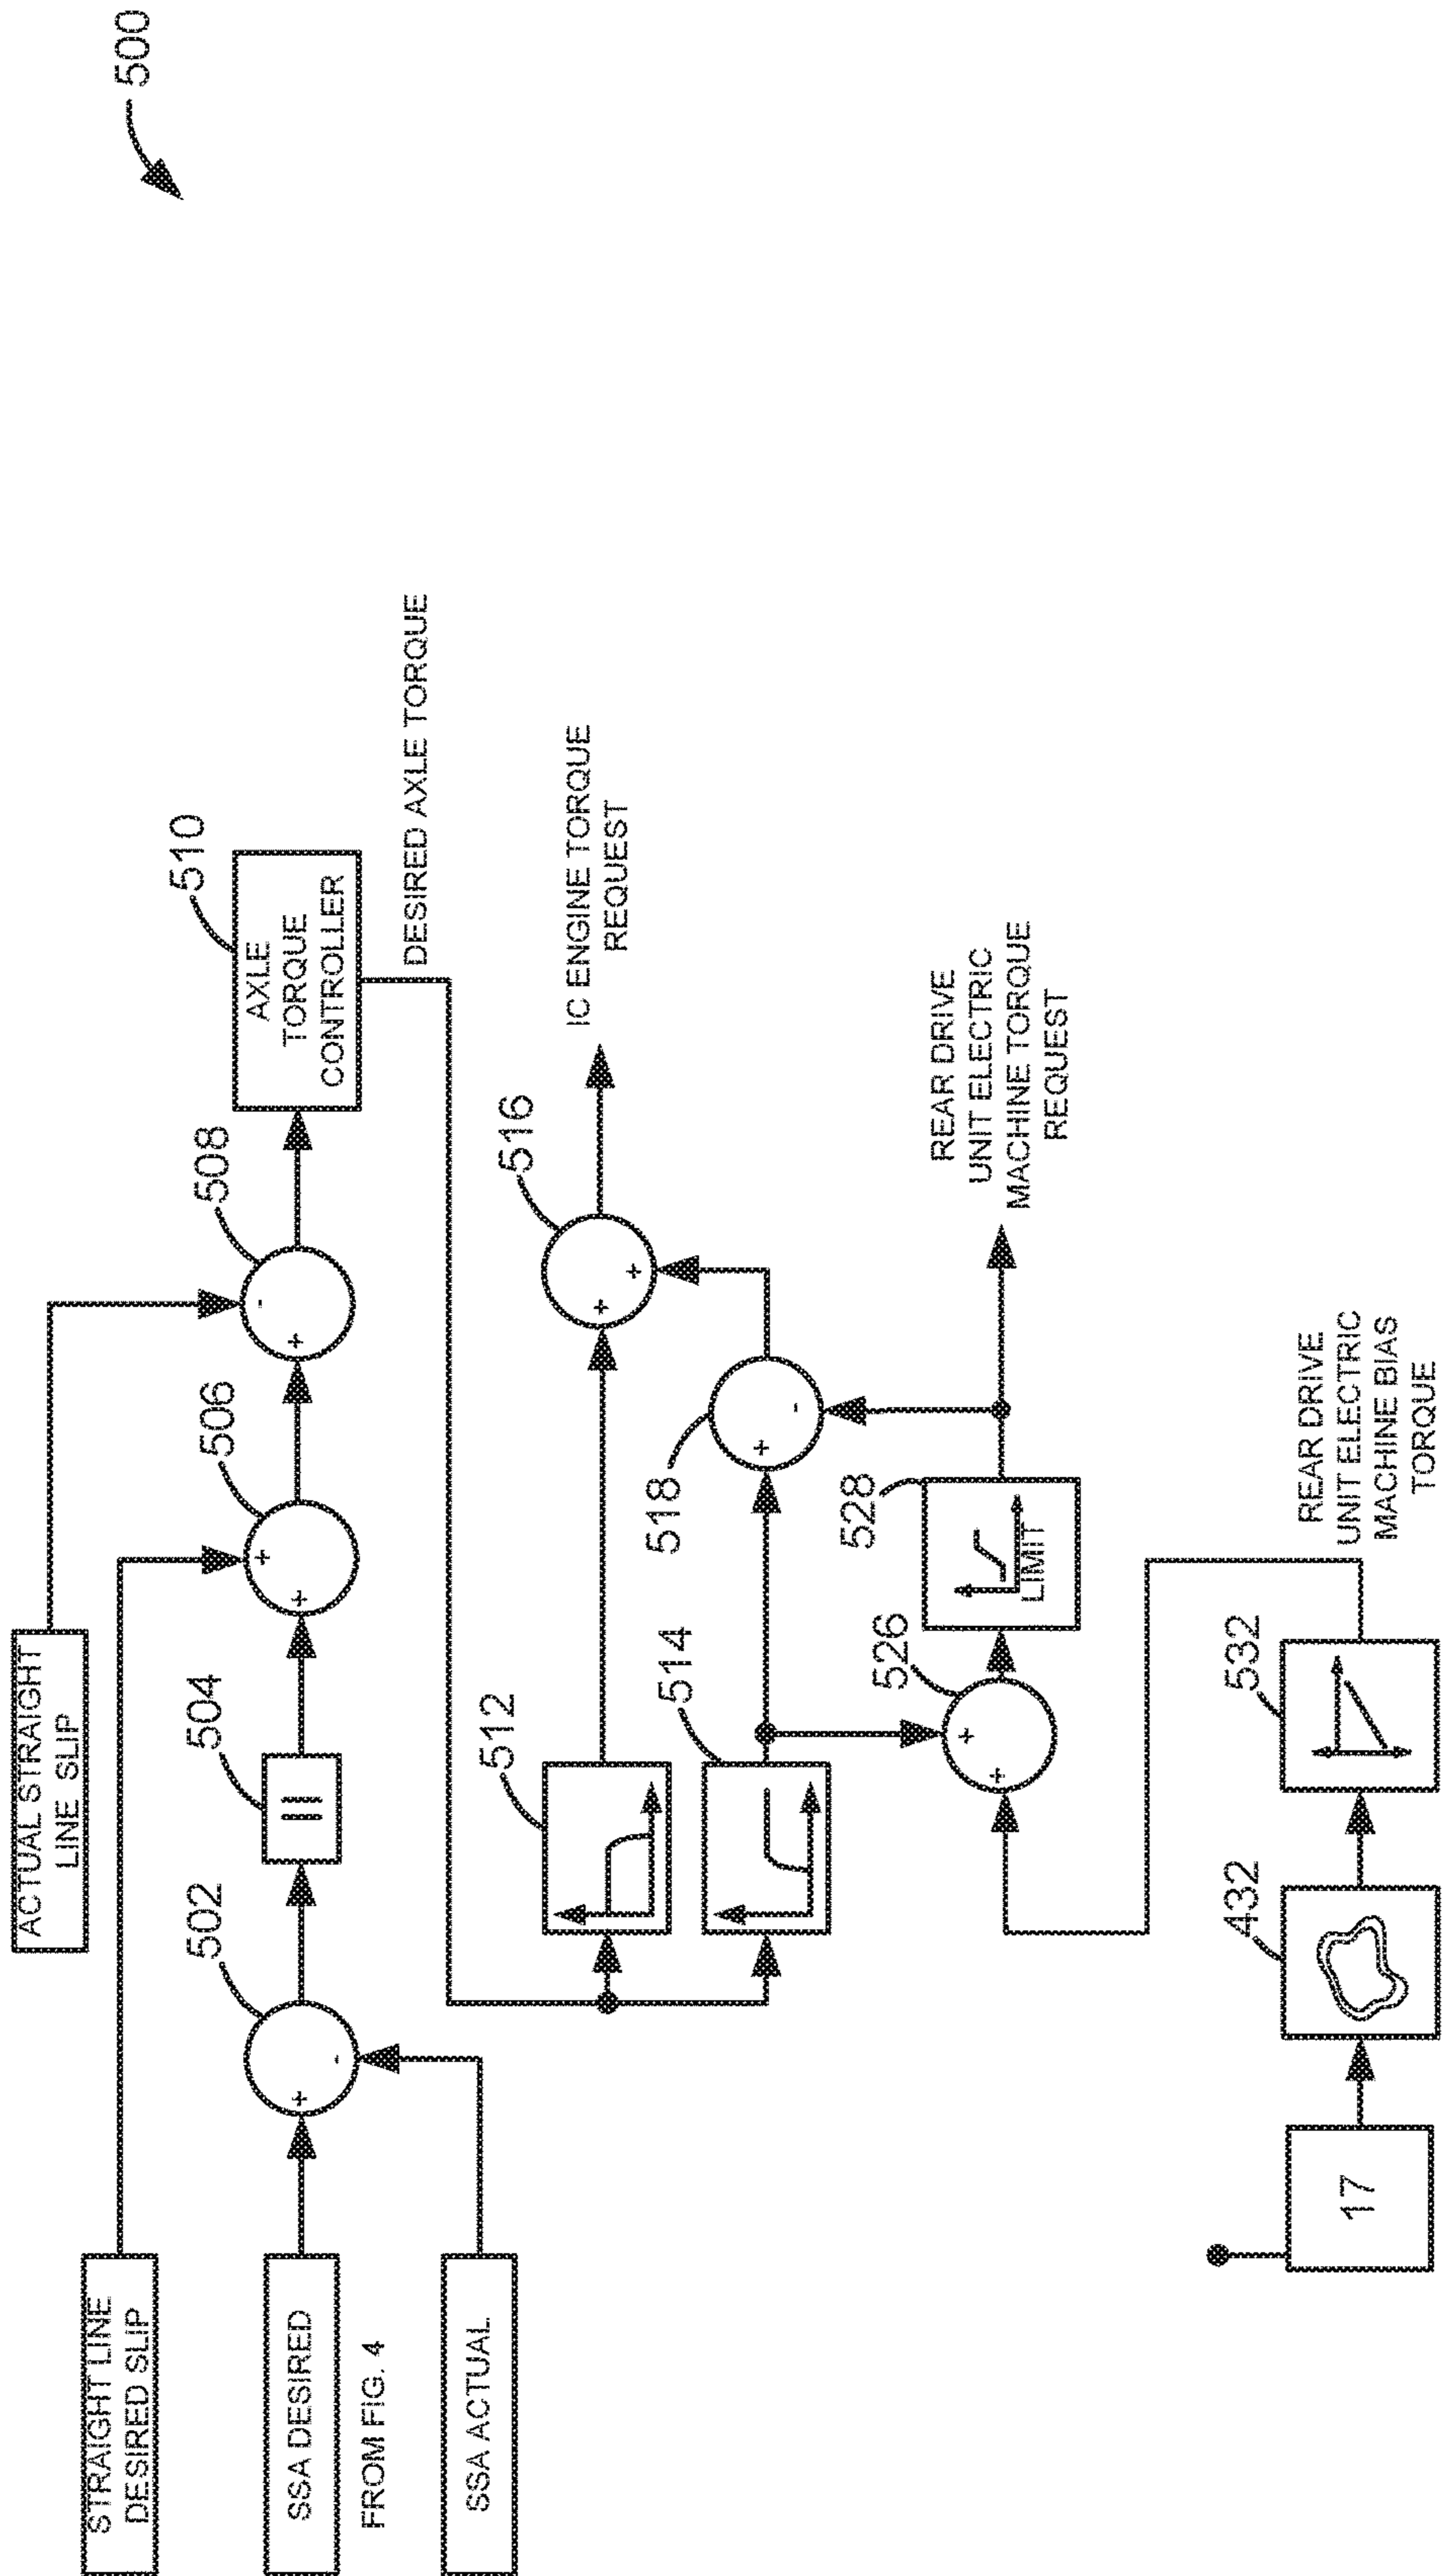 500
ACTUAL STRAIGHT
LINE SLIP
STRAIGHT LINE
DESIRED SLIP
SSA DESIRED
FROM FIG. 4
SSA ACTUAL
502
+
-
504
||
506
+
+
508
-
+
510
AXLE
TORQUE
CONTROLLER
DESIRED AXLE TORQUE
512
514
516
+
+
IC ENGINE TORQUE
REQUEST
518
+
-
526
+
+
528
LIMIT
REAR DRIVE
UNIT ELECTRIC
MACHINE TORQUE
REQUEST
17
432
532
REAR DRIVE
UNIT ELECTRIC
MACHINE BIAS
TORQUE